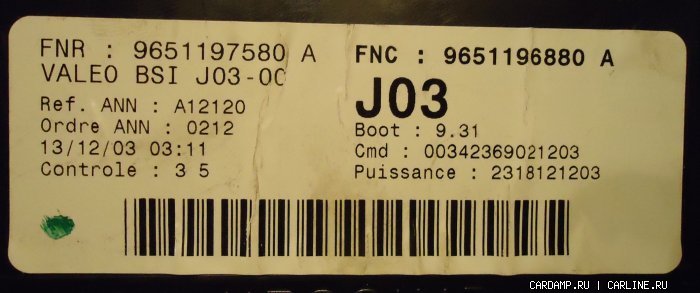 FNR : 9651197580 A
VALEO BSI J03-00
Ref. ANN : A12120
Ordre ANN : 0212
13/12/03 03:11
Controle : 3 5
FNC : 9651196880 A
J03
Boot : 9.31
Cmd : 00342369021203
Puissance : 2318121203
CARDAMP.RU | CARLINE.RU